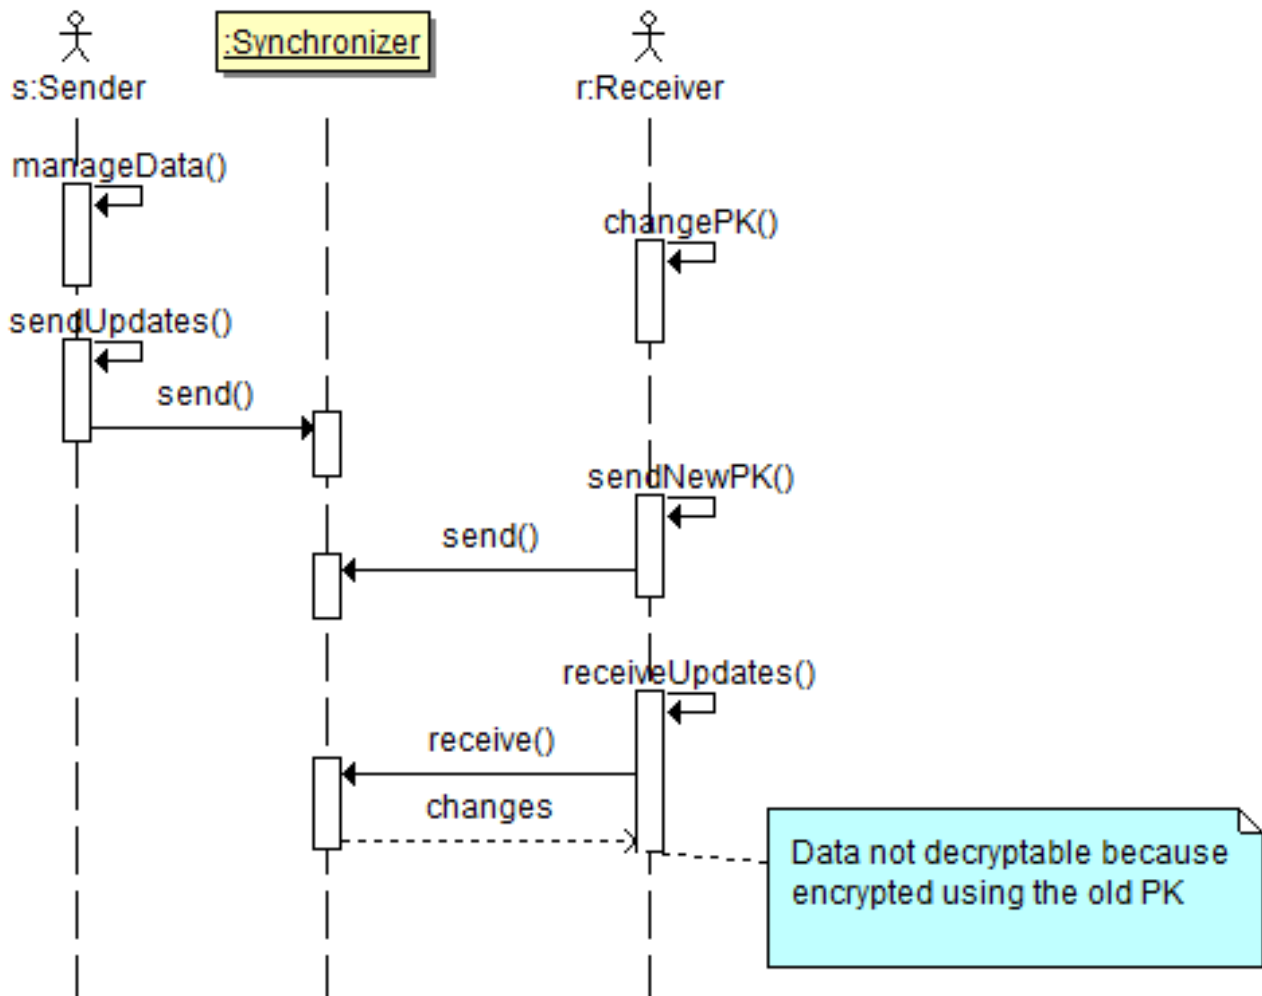 :Synchronizer
s:Sender
r:Receiver
manageData()
changePK()
sendUpdates()
send()
sendNewPK()
send()
receiveUpdates()
receive()
changes
Data not decryptable because
encrypted using the old PK